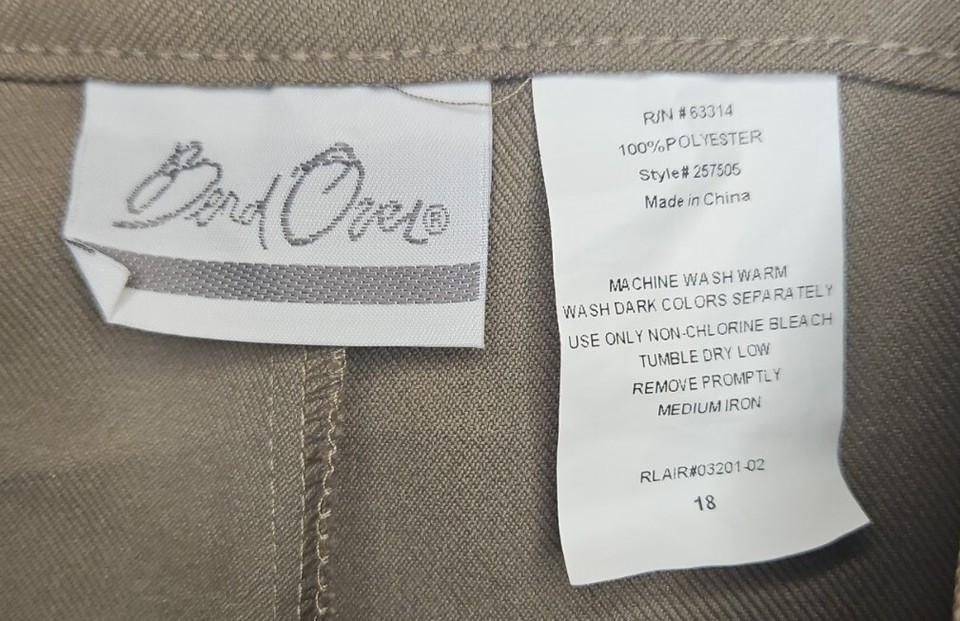 Bend Over®
R/N # 63314
100%POLYESTER
Style# 257505
Made in China
MACHINE WASH WARM
WASH DARK COLORS SEPARATELY
USE ONLY NON-CHLORINE BLEACH
TUMBLE DRY LOW
REMOVE PROMPTLY
MEDIUM IRON
RLAIR#03201-02
18